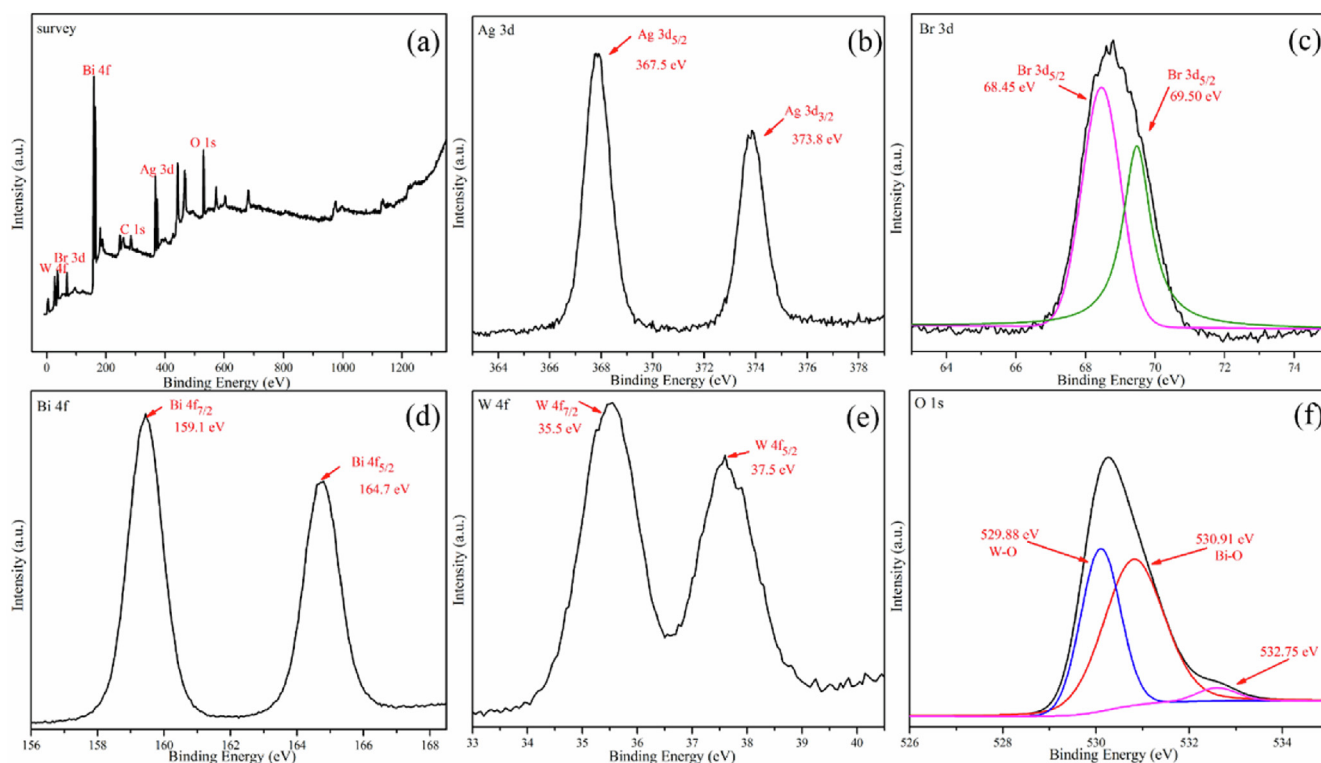 survey
(a)
Bi 4f
O 1s
Ag 3d
C 1s
Br 3d
W 4f
Intensity (a.u.)
0 200 400 600 800 1000 1200
Binding Energy (eV)
Ag 3d
(b)
Ag 3d5/2
367.5 eV
Ag 3d3/2
373.8 eV
Intensity (a.u.)
364 366 368 370 372 374 376 378
Binding Energy (eV)
Br 3d
(c)
Br 3d5/2
68.45 eV
Br 3d5/2
69.50 eV
Intensity (a.u.)
64 66 68 70 72 74
Binding Energy (eV)
Bi 4f
(d)
Bi 4f7/2
159.1 eV
Bi 4f5/2
164.7 eV
Intensity (a.u.)
156 158 160 162 164 166 168
Binding Energy (eV)
W 4f
(e)
W 4f7/2
35.5 eV
W 4f5/2
37.5 eV
Intensity (a.u.)
33 34 35 36 37 38 39 40
Binding Energy (eV)
O 1s
(f)
529.88 eV
W-O
530.91 eV
Bi-O
532.75 eV
Intensity (a.u.)
526 528 530 532 534
Binding Energy (eV)